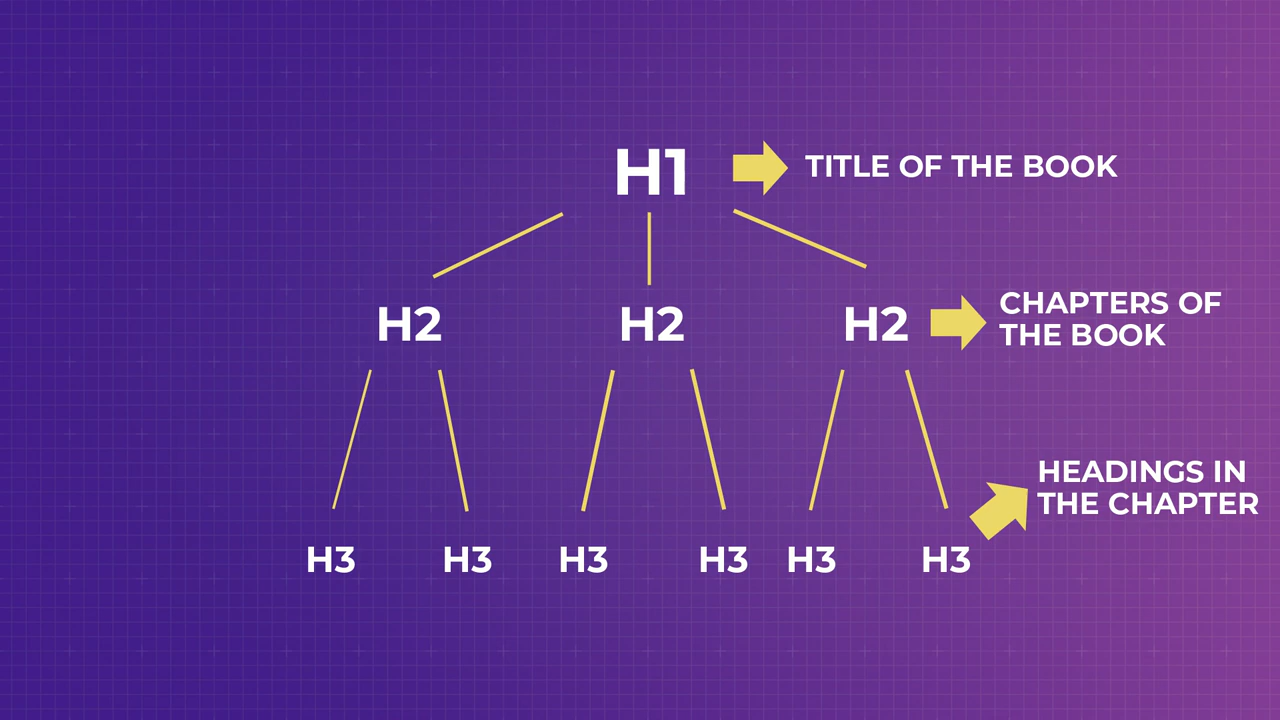 H1
TITLE OF THE BOOK
H2
H2
H2
CHAPTERS OF
THE BOOK
HEADINGS IN
THE CHAPTER
H3
H3
H3
H3
H3
H3